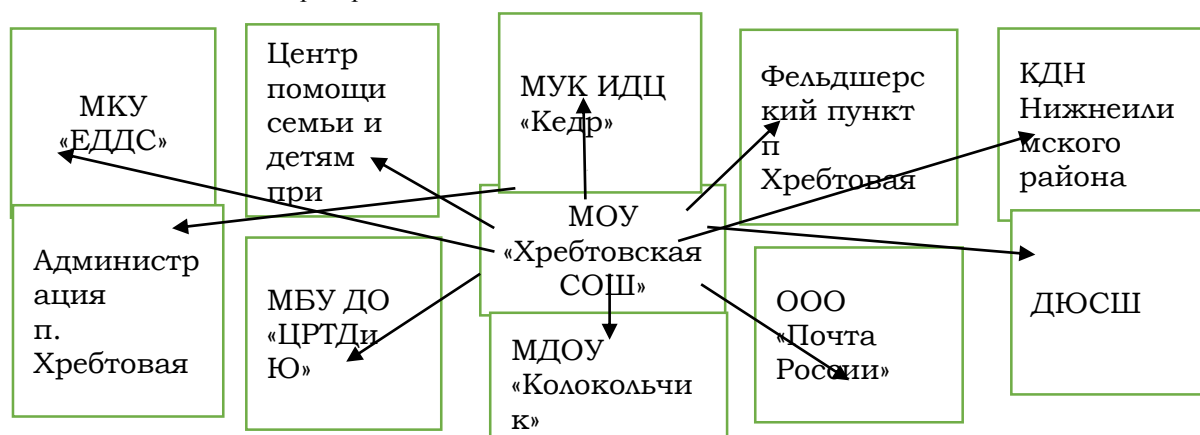 МКУ
«ЕДДС»
Центр
помощи
семьи и
детям
при
МУК ИДЦ
«Кедр»
Фельдшерс
кий пункт
п
Хребтовая
КДН
Нижнеили
мского
района
Администр
ация
п.
Хребтовая
МБУ ДО
«ЦРТДи
Ю»
МОУ
«Хребтовская
СОШ»
МДОУ
«Колокольчи
к»
ООО
«Почта
России»
ДЮСШ